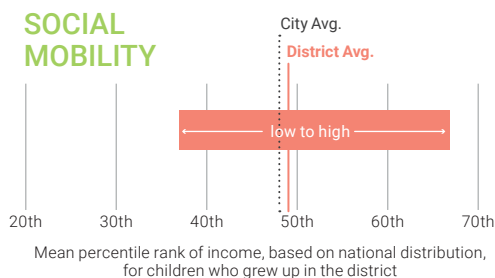 SOCIAL
MOBILITY
City Avg.
District Avg.
low to high
20th 30th 40th 50th 60th 70th
Mean percentile rank of income, based on national distribution,
for children who grew up in the district